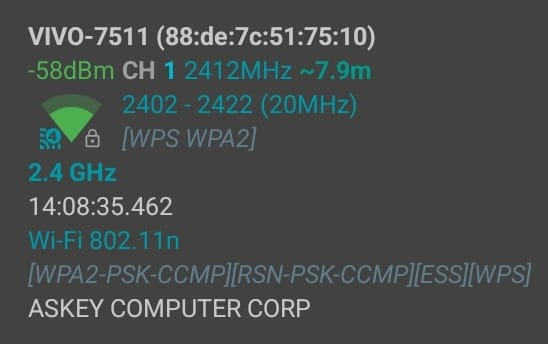 VIVO-7511 (88:de:7c:51:75:10)
-58dBm CH 1 2412MHz ~7.9m
2402 - 2422 (20MHz)
4 [WPS WPA2]
2.4 GHz
14:08:35.462
Wi-Fi 802.11n
[WPA2-PSK-CCMP][RSN-PSK-CCMP][ESS][WPS]
ASKEY COMPUTER CORP